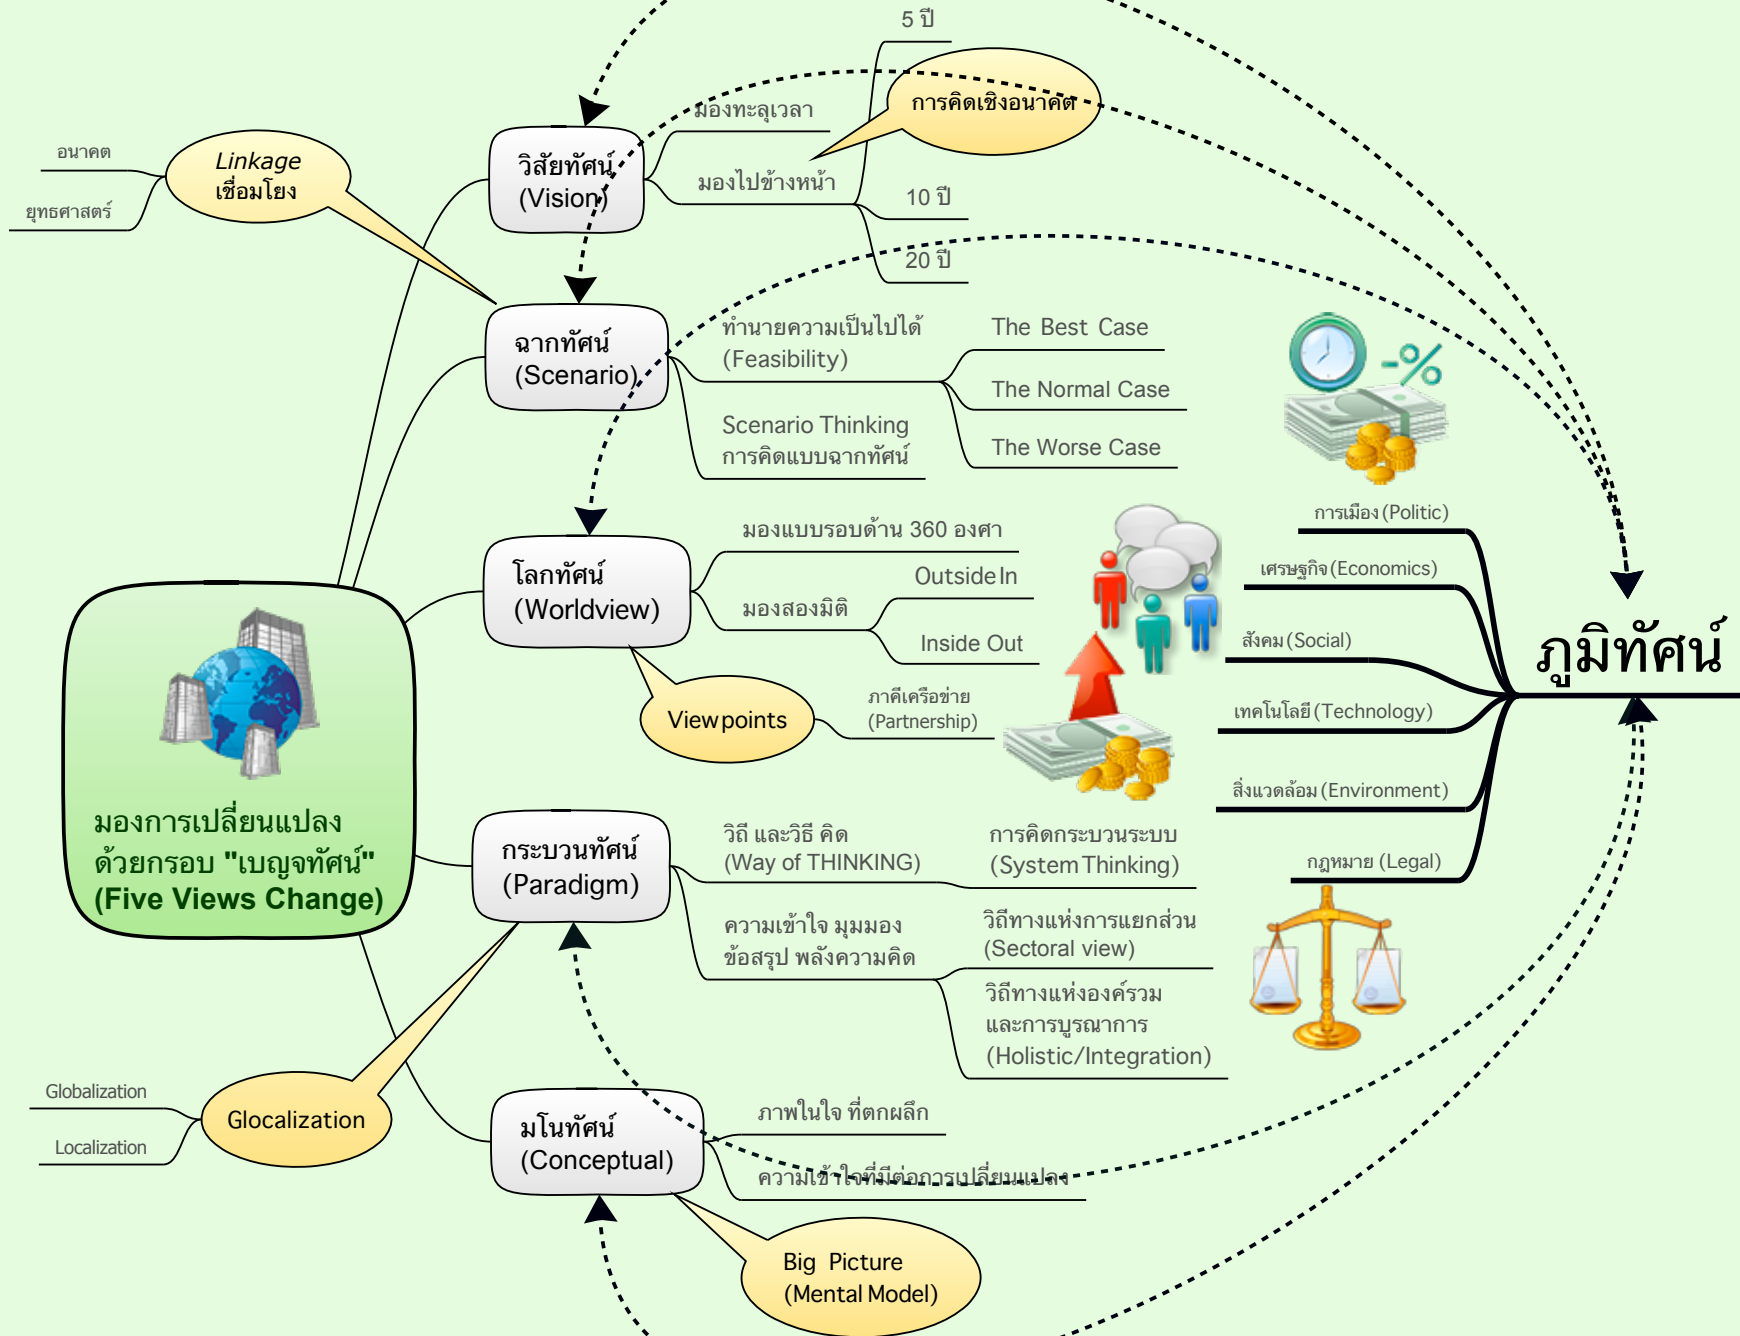 มองการเปลี่ยนแปลง
ด้วยกรอบ "เบญจทัศน์"
(Five Views Change)
วิสัยทัศน์
(Vision)
มองทะลุเวลา
มองไปข้างหน้า
5 ปี
10 ปี
20 ปี
การคิดเชิงอนาคต
Linkage
เชื่อมโยง
อนาคต
ยุทธศาสตร์
ฉากทัศน์
(Scenario)
ทำนายความเป็นไปได้
(Feasibility)
The Best Case
The Normal Case
The Worse Case
Scenario Thinking
การคิดแบบฉากทัศน์
โลกทัศน์
(Worldview)
มองแบบรอบด้าน 360 องศา
มองสองมิติ
Outside In
Inside Out
View points
ภาคีเครือข่าย
(Partnership)
กระบวนทัศน์
(Paradigm)
วิถี และวิธี คิด
(Way of THINKING)
การคิดกระบวนระบบ
(System Thinking)
ความเข้าใจ มุมมอง
ข้อสรุป พลังความคิด
วิถีทางแห่งการแยกส่วน
(Sectoral view)
วิถีทางแห่งองค์รวม
และการบูรณาการ
(Holistic/Integration)
Glocalization
Globalization
Localization
มโนทัศน์
(Conceptual)
ภาพในใจ ที่ตกผลึก
ความเข้าใจที่มีต่อการเปลี่ยนแปลง
Big Picture
(Mental Model)
ภูมิทัศน์
การเมือง (Politic)
เศรษฐกิจ (Economics)
สังคม (Social)
เทคโนโลยี (Technology)
สิ่งแวดล้อม (Environment)
กฎหมาย (Legal)
-%